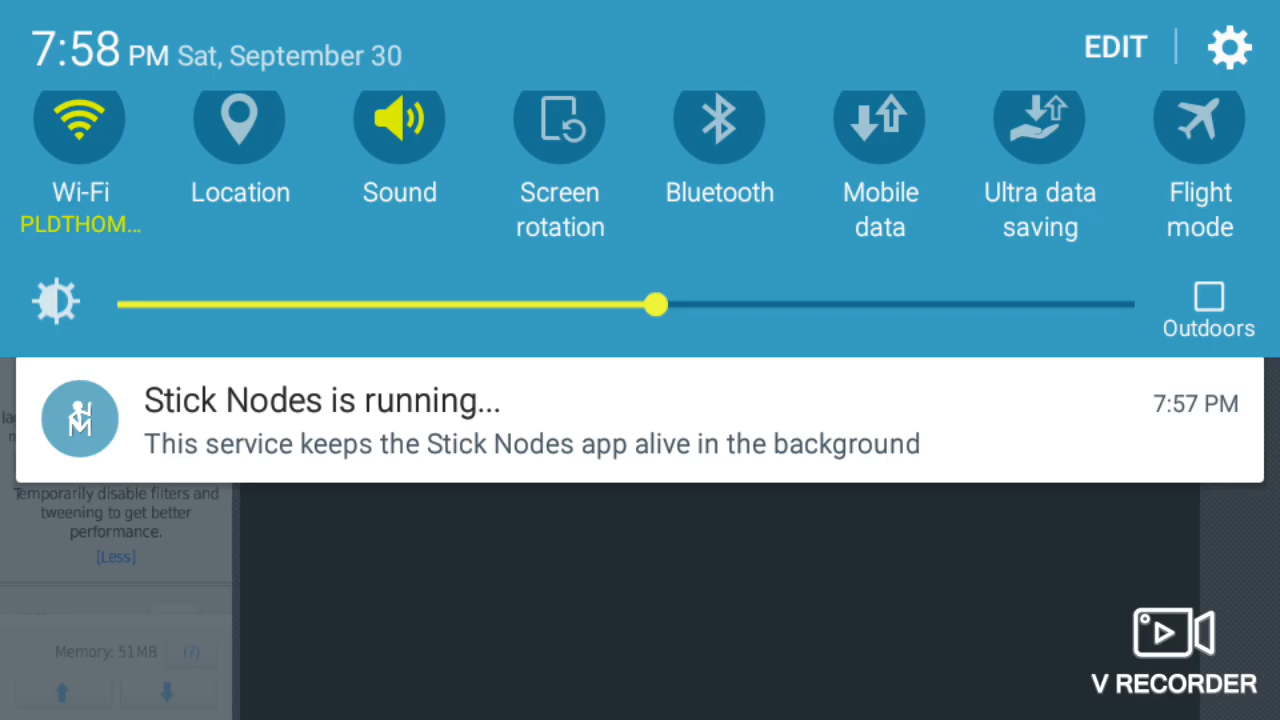 7:58 PM Sat, September 30
EDIT
Wi-Fi
PLDTHOM...
Location
Sound
Screen
rotation
Bluetooth
Mobile
data
Ultra data
saving
Flight
mode
Outdoors
Stick Nodes is running...
7:57 PM
This service keeps the Stick Nodes app alive in the background
Temporarily disable filters and
tweening to get better
performance.
[Less]
Memory: 51MB (?)
V RECORDER